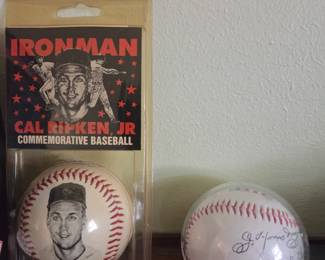 IRONMAN
CAL RIPKEN, JR
COMMEMORATIVE BASEBALL